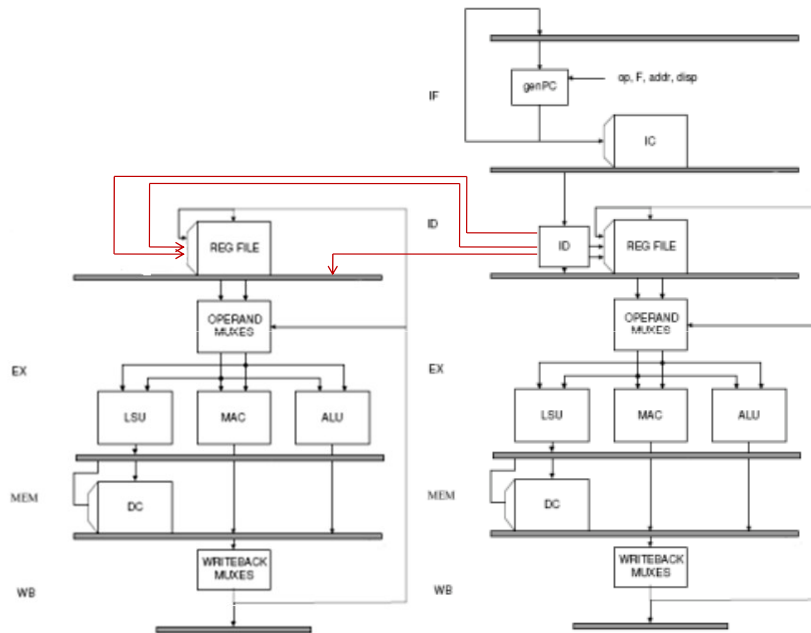 IF
genPC
op, F, addr, disp
IC
REG FILE
ID
ID
REG FILE
OPERAND
MUXES
OPERAND
MUXES
EX
EX
LSU
MAC
ALU
LSU
MAC
ALU
MEM
DC
MEM
DC
WB
WRITEBACK
MUXES
WB
WRITEBACK
MUXES